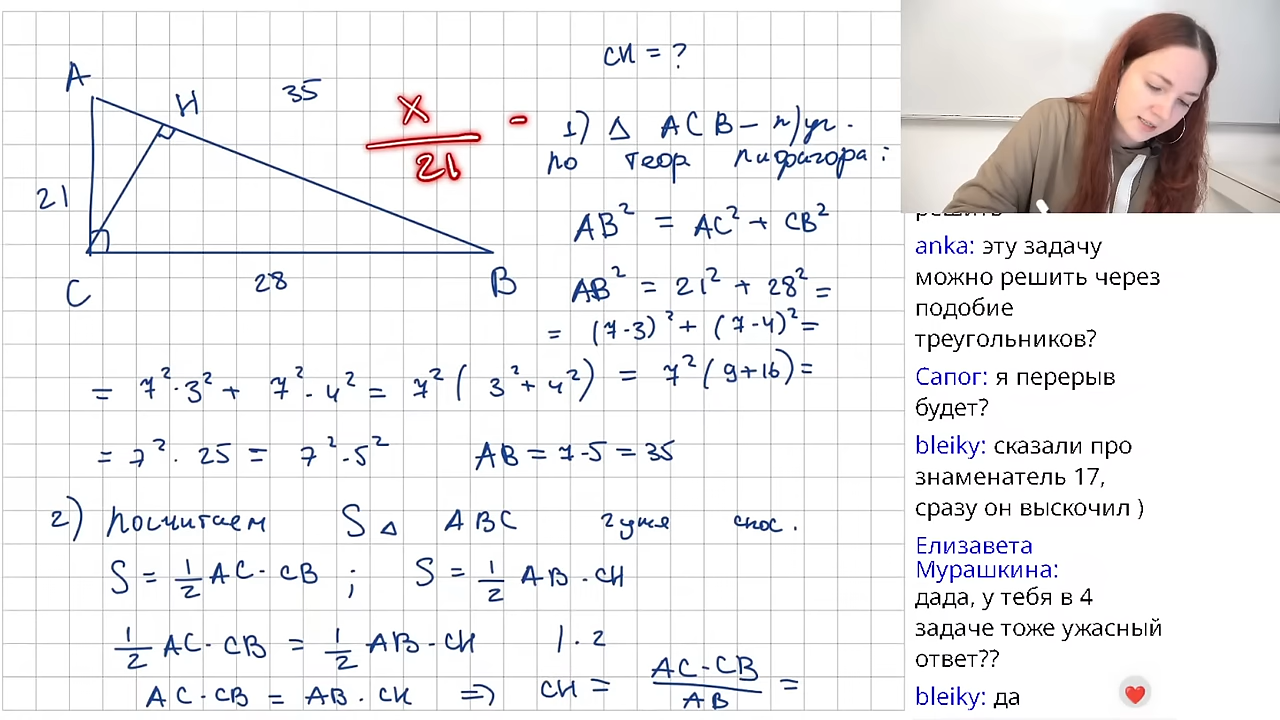 CH = ?
A
H
35
x
21
-
1) Δ ACB – п/уг.
по теор пифагора:
21
AB² = AC² + CB²
C
28
B
AB² = 21² + 28² =
= (7·3)² + (7·4)² =
= 7²·3² + 7²·4² = 7²(3²+4²) = 7²(9+16) =
= 7²·25 = 7²·5² AB = 7·5 = 35
2) Посчитаем S Δ ABC двумя спос.
S = 1/2 AC·CB ; S = 1/2 AB·CH
1/2 AC·CB = 1/2 AB·CH |·2
AC·CB = AB·CH => CH = AC·CB/AB =
решить
anka: эту задачу
можно решить через
подобие
треугольников?
Сапог: я перерыв
будет?
bleiky: сказали про
знаменатель 17,
сразу он выскочил )
Елизавета
Мурашкина:
дада, у тебя в 4
задаче тоже ужасный
ответ??
bleiky: да